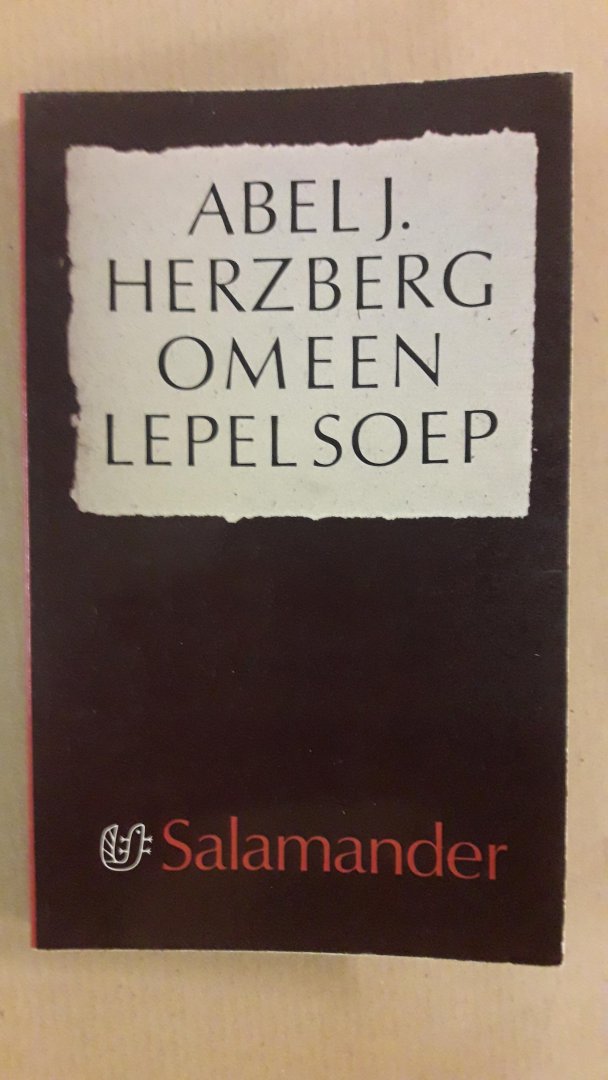 ABEL J.
HERZBERG
OM EEN
LEPEL SOEP
Salamander